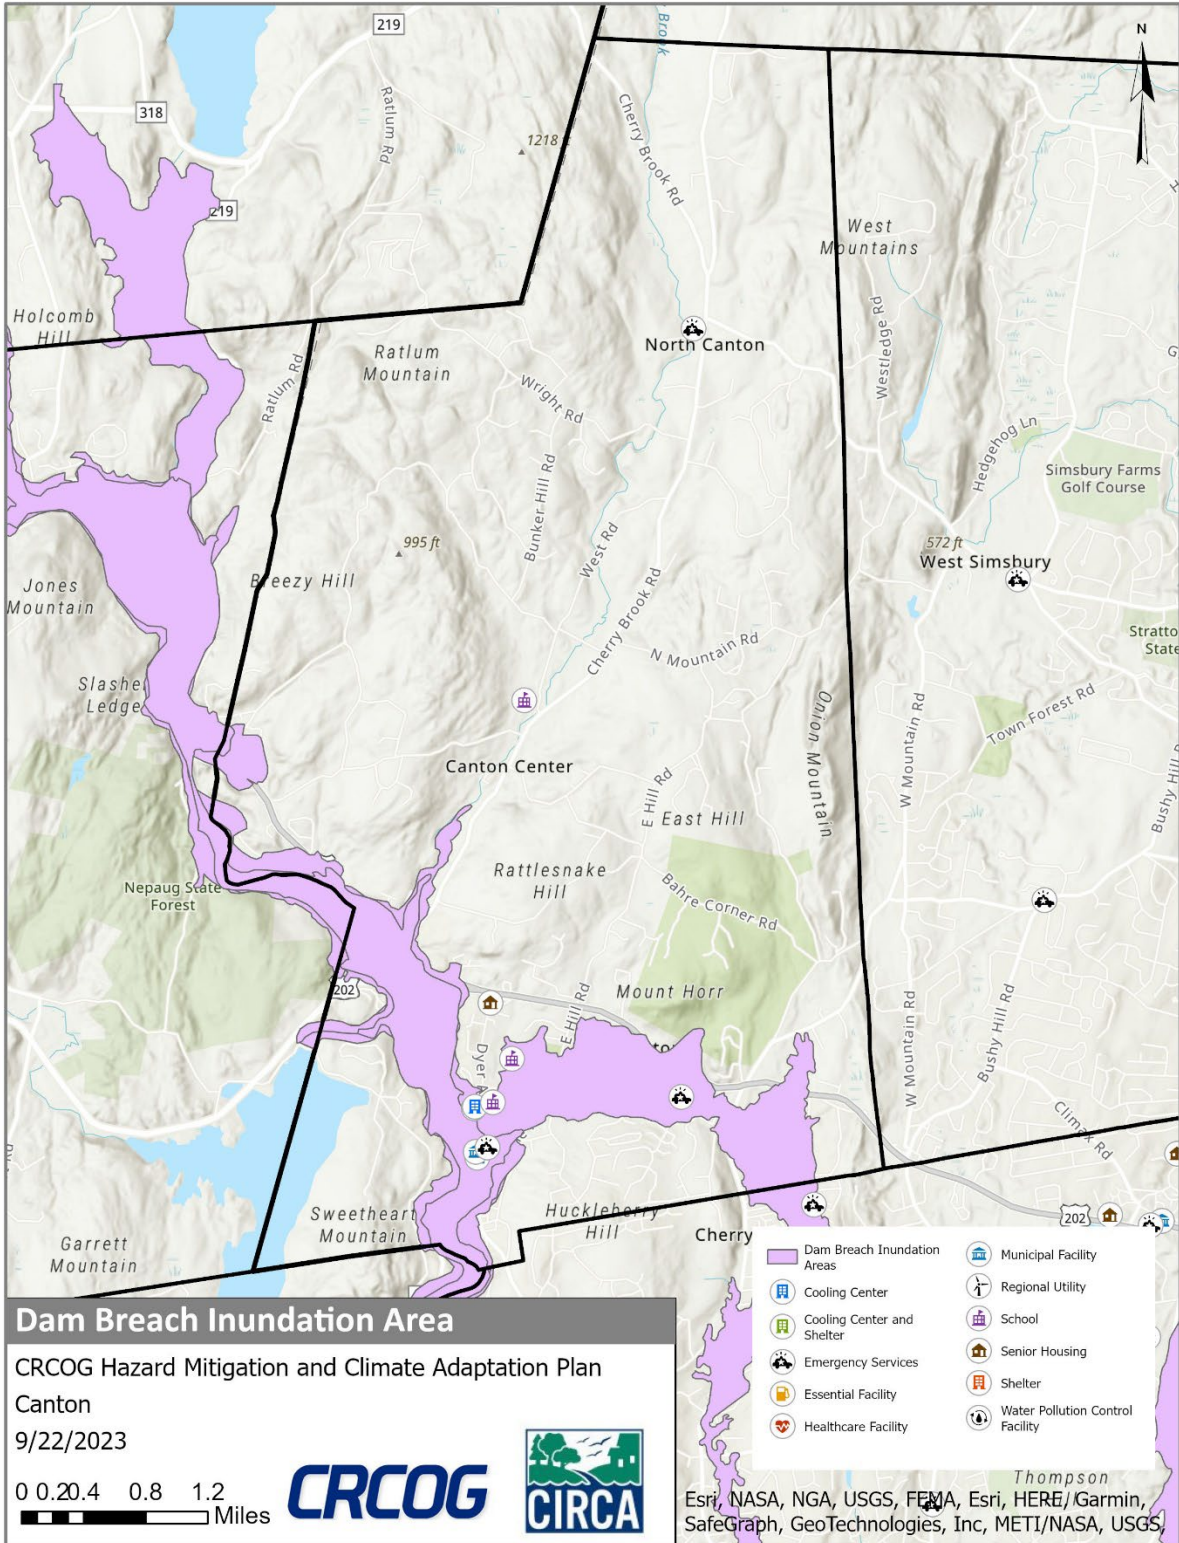 219
Brook
N
318
Ratlum Rd
1218
Cherry Brook Rd
219
West
Mountains
Holcomb
Hill
Ratlum
Mountain
North Canton
Westledge Rd
Ratlum Rd
Wright Rd
Hedgehog Ln
Simsbury Farms
Golf Course
Bunker Hill Rd
995 ft
West Rd
572 ft
West Simsbury
Jones
Mountain
Breezy Hill
Cherry Brook Rd
N Mountain Rd
Stratto
State
Slashe
Ledge
Onion Mountain
W Mountain Rd
Town Forest Rd
Canton Center
E Hill Rd
East Hill
Bushy Hill R
Rattlesnake
Hill
Nepaug State
Forest
Bahre Corner Rd
202
Mount Horr
E Hill Rd
W Mountain Rd
Bushy Hill Rd
Dyer A
Climax Rd
Sweetheart
Mountain
Huckleberry
Hill
Cherry
202
Garrett
Mountain
Dam Breach Inundation
Areas
Cooling Center
Cooling Center and
Shelter
Emergency Services
Essential Facility
Healthcare Facility
Municipal Facility
Regional Utility
School
Senior Housing
Shelter
Water Pollution Control
Facility
Dam Breach Inundation Area
CRCOG Hazard Mitigation and Climate Adaptation Plan
Canton
9/22/2023
0 0.20.4 0.8 1.2
Miles
CRCOG
CIRCA
Thompson
Esri, NASA, NGA, USGS, FEMA, Esri, HERE, Garmin,
SafeGraph, GeoTechnologies, Inc, METI/NASA, USGS,